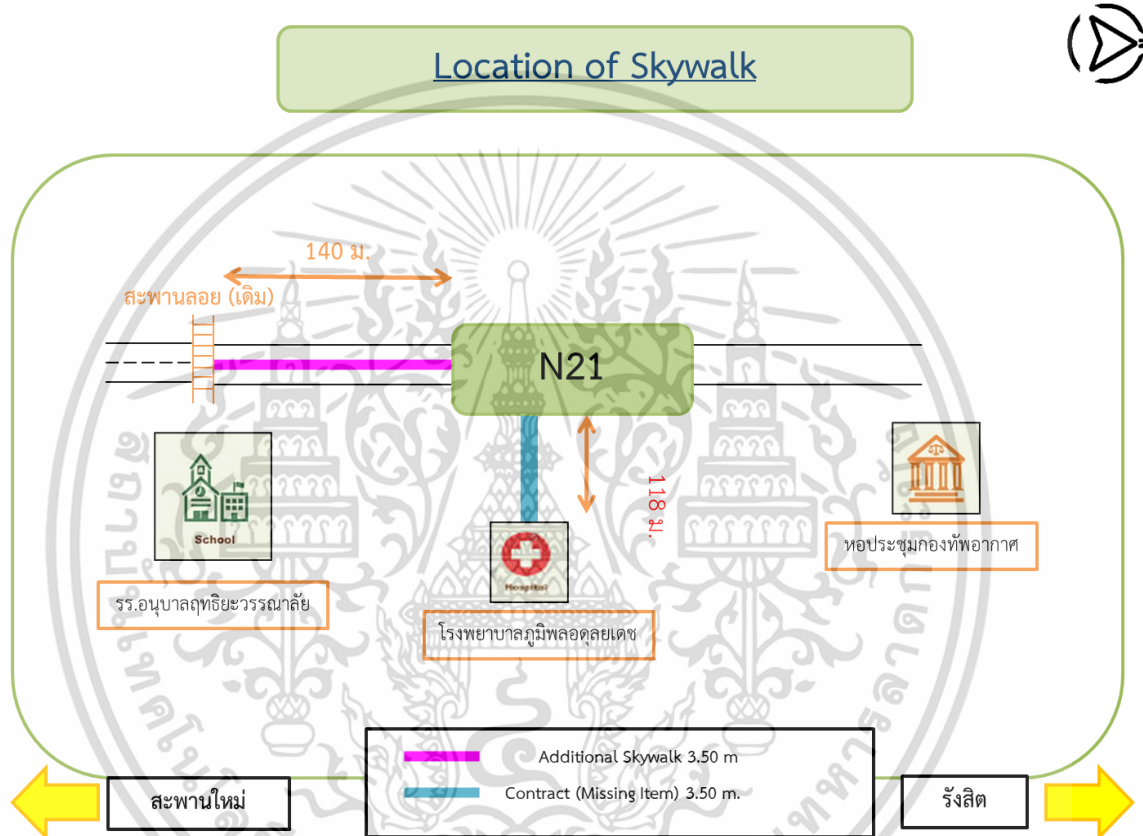 Location of Skywalk
140 ม.
สะพานลอย (เดิม)
N21
118 ม.
School
Hospital
รร.อนุบาลฤทธิยะวรรณาลัย
โรงพยาบาลภูมิพลอดุลยเดช
หอประชุมกองทัพอากาศ
Additional Skywalk 3.50 m
Contract (Missing Item) 3.50 m.
สะพานใหม่
รังสิต